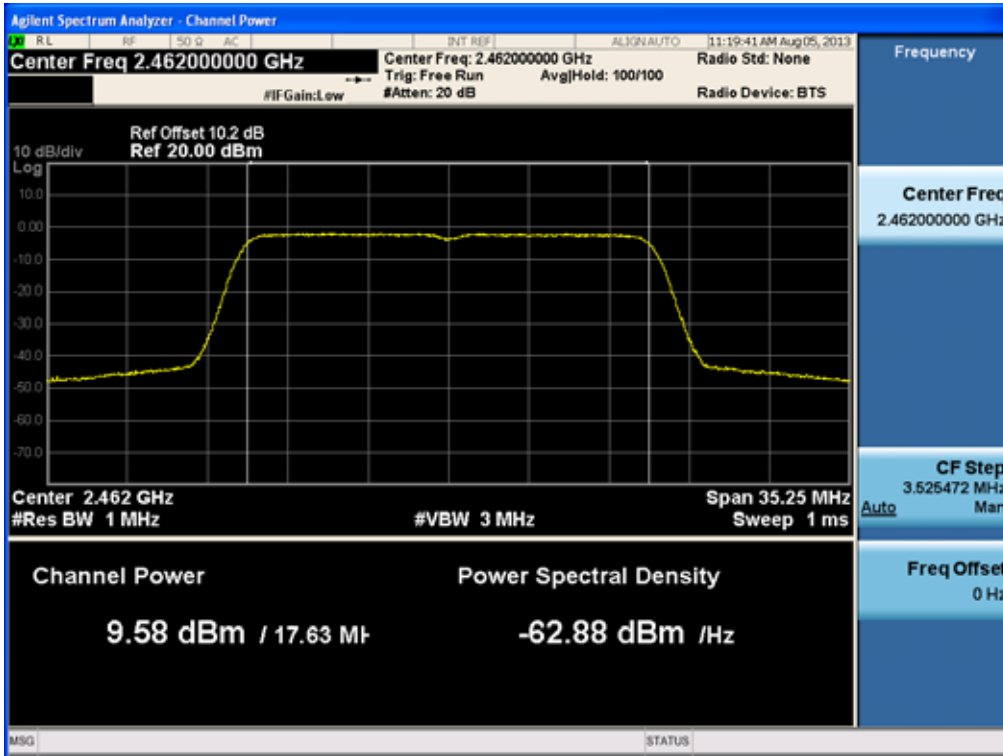 Agilent Spectrum Analyzer - Channel Power
RL RF 50 Ω AC INT REF ALIGNAUTO 11:19:41 AM Aug 05, 2013
Center Freq 2.462000000 GHz
Center Freq: 2.462000000 GHz
Radio Std: None
Trig: Free Run Avg|Hold: 100/100
#IFGain:Low
#Atten: 20 dB
Radio Device: BTS
Ref Offset 10.2 dB
10 dB/div Ref 20.00 dBm
Log
10.0
0.00
-10.0
-20.0
-30.0
-40.0
-50.0
-60.0
-70.0
Center 2.462 GHz Span 35.25 MHz
#Res BW 1 MHz #VBW 3 MHz Sweep 1 ms
Channel Power Power Spectral Density
9.58 dBm / 17.63 MH -62.88 dBm /Hz
MSG STATUS
Frequency
Center Freq
2.462000000 GHz
CF Step
3.525472 MHz
Auto Man
Freq Offset
0 Hz